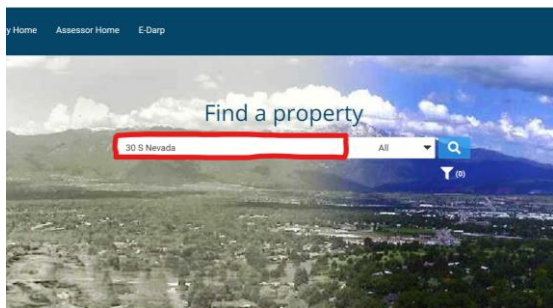 y Home Assessor Home E-Darp
Find a property
30 S Nevada All
(0)